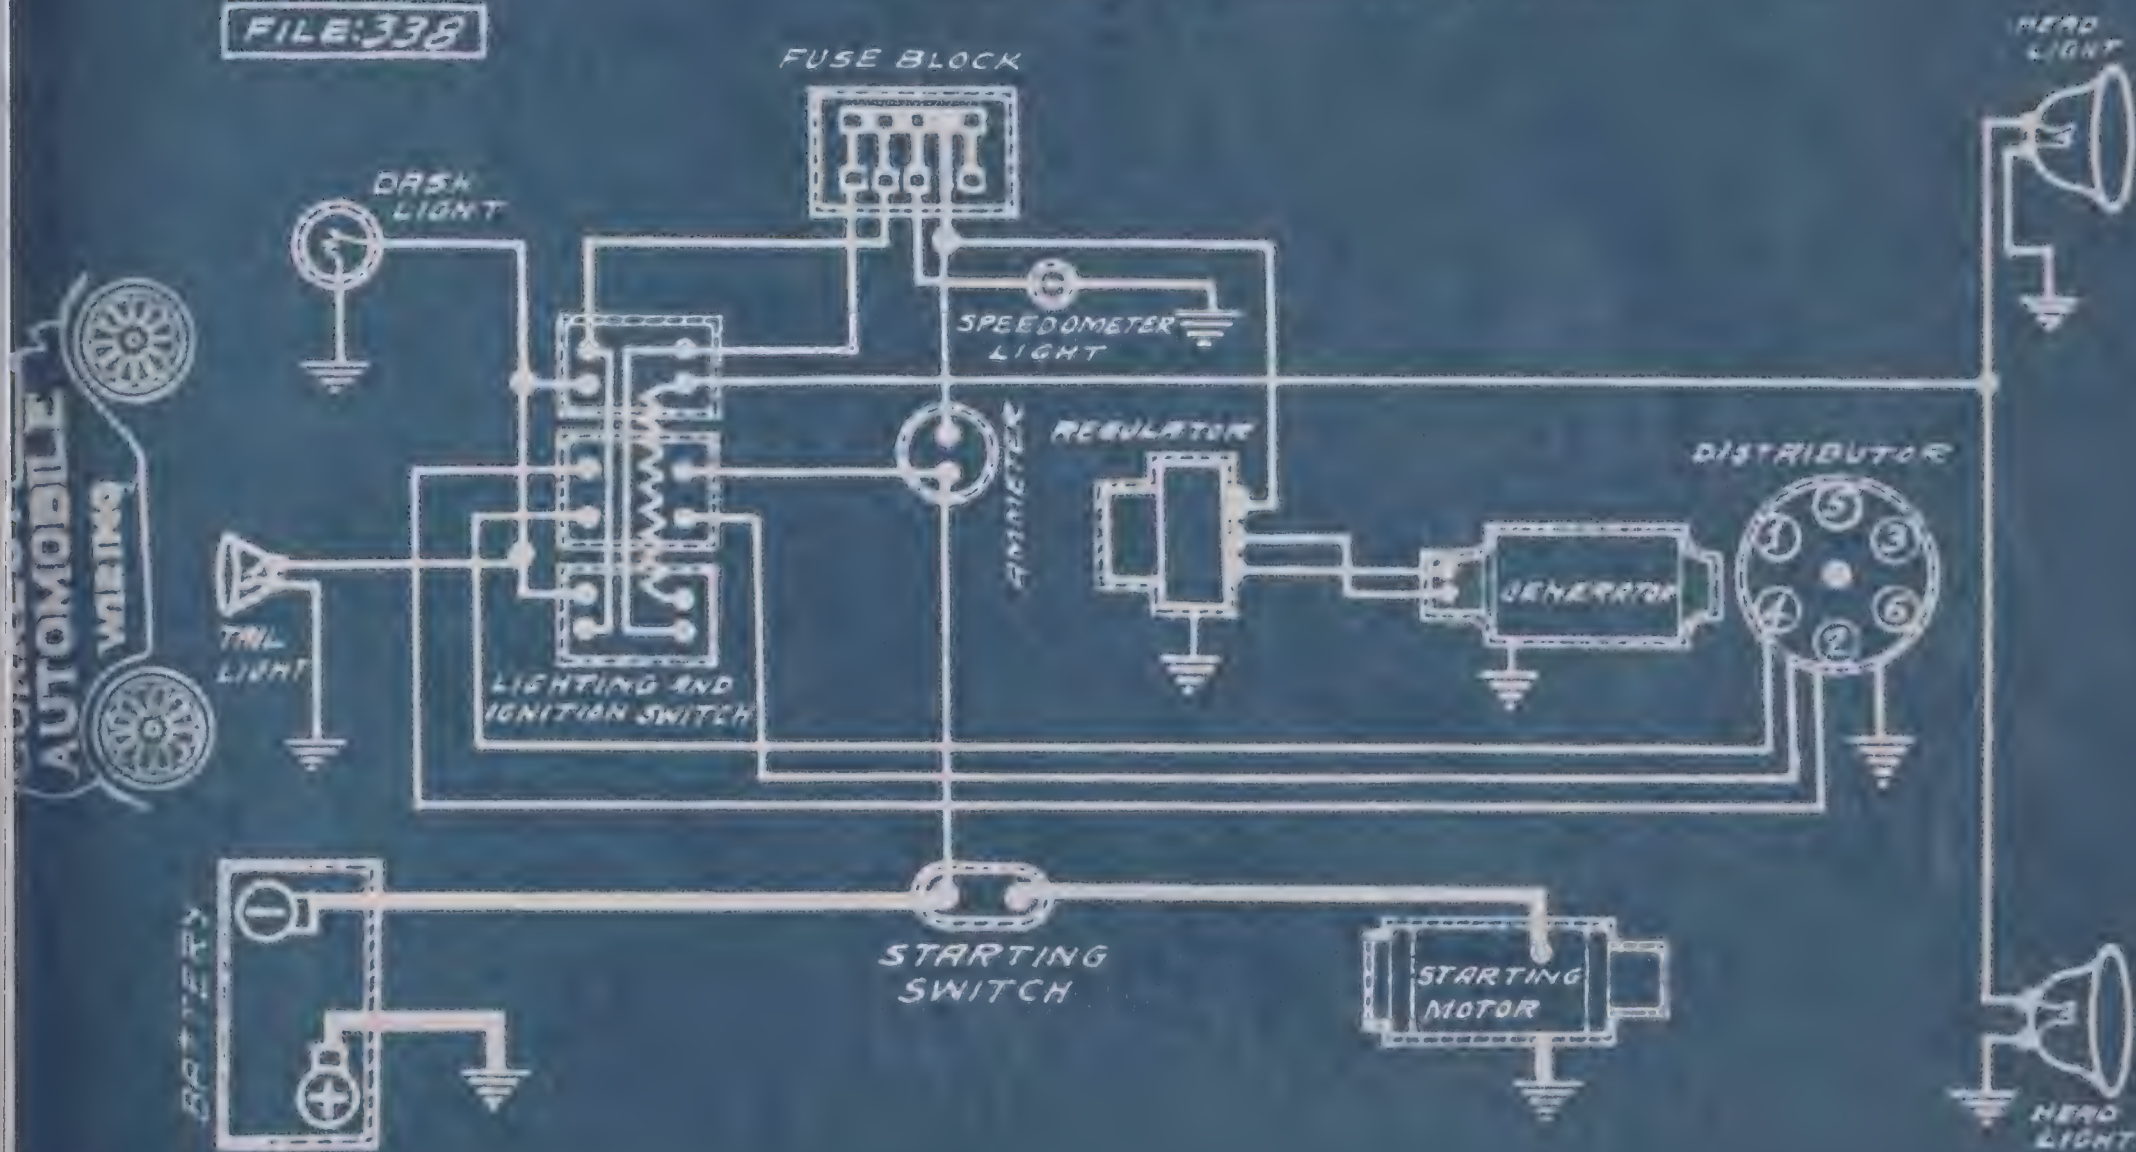 FILE:338
FUSE BLOCK
HEAD
LIGHT
DASH
LIGHT
SPEEDOMETER
LIGHT
AMMETER
REGULATOR
DISTRIBUTOR
5
1
3
4
6
2
GENERATOR
AUTOMOBILE
WIRING
TAIL
LIGHT
LIGHTING AND
IGNITION SWITCH
BATTERY
STARTING
SWITCH
STARTING
MOTOR
HEAD
LIGHT